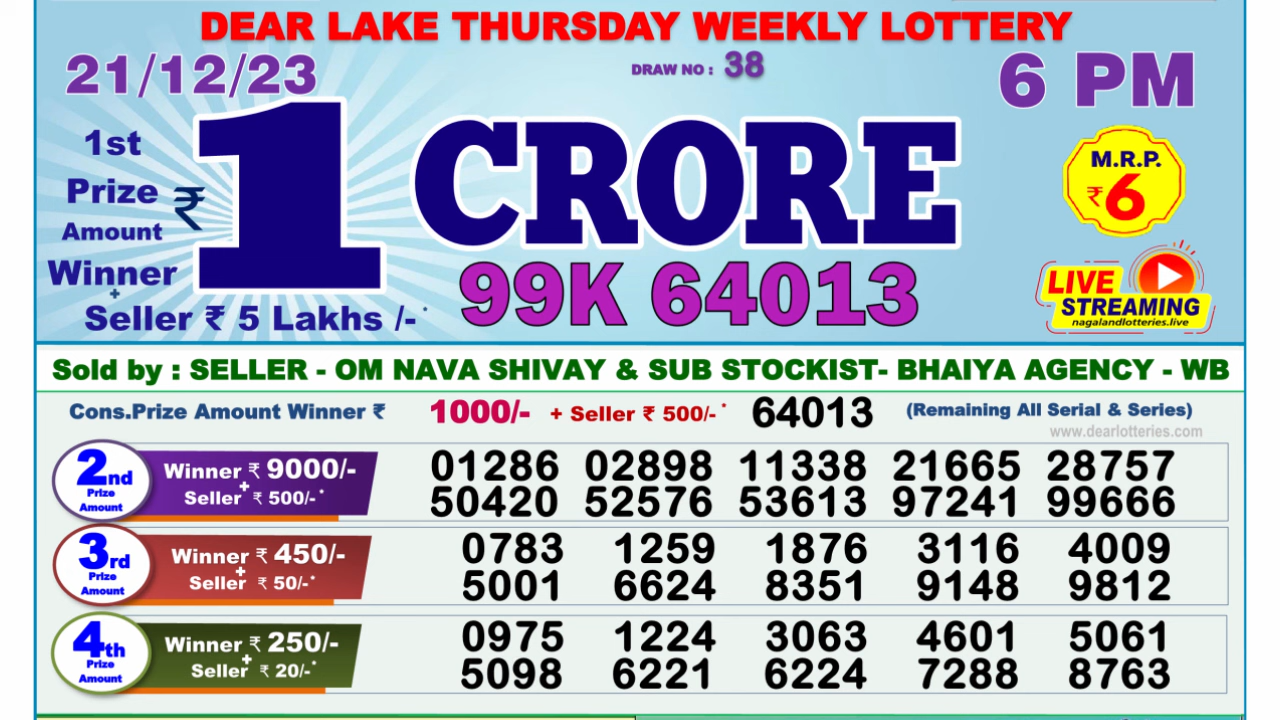 DEAR LAKE THURSDAY WEEKLY LOTTERY
21/12/23
DRAW NO : 38
6 PM
1st
Prize
Amount
Winner
+
Seller ₹ 5 Lakhs /-*
₹ 1 CRORE
99K 64013
M.R.P.
₹6
LIVE
STREAMING
nagalandlotteries.live
Sold by : SELLER - OM NAVA SHIVAY & SUB STOCKIST- BHAIYA AGENCY - WB
Cons.Prize Amount Winner ₹ 1000/- + Seller ₹ 500/-* 64013 (Remaining All Serial & Series)
www.dearlotteries.com
2nd
Prize
Amount
Winner ₹ 9000/-
+
Seller ₹ 500/-*
01286 02898 11338 21665 28757
50420 52576 53613 97241 99666
3rd
Prize
Amount
Winner ₹ 450/-
+
Seller ₹ 50/-*
0783 1259 1876 3116 4009
5001 6624 8351 9148 9812
4th
Prize
Amount
Winner ₹ 250/-
+
Seller ₹ 20/-*
0975 1224 3063 4601 5061
5098 6221 6224 7288 8763